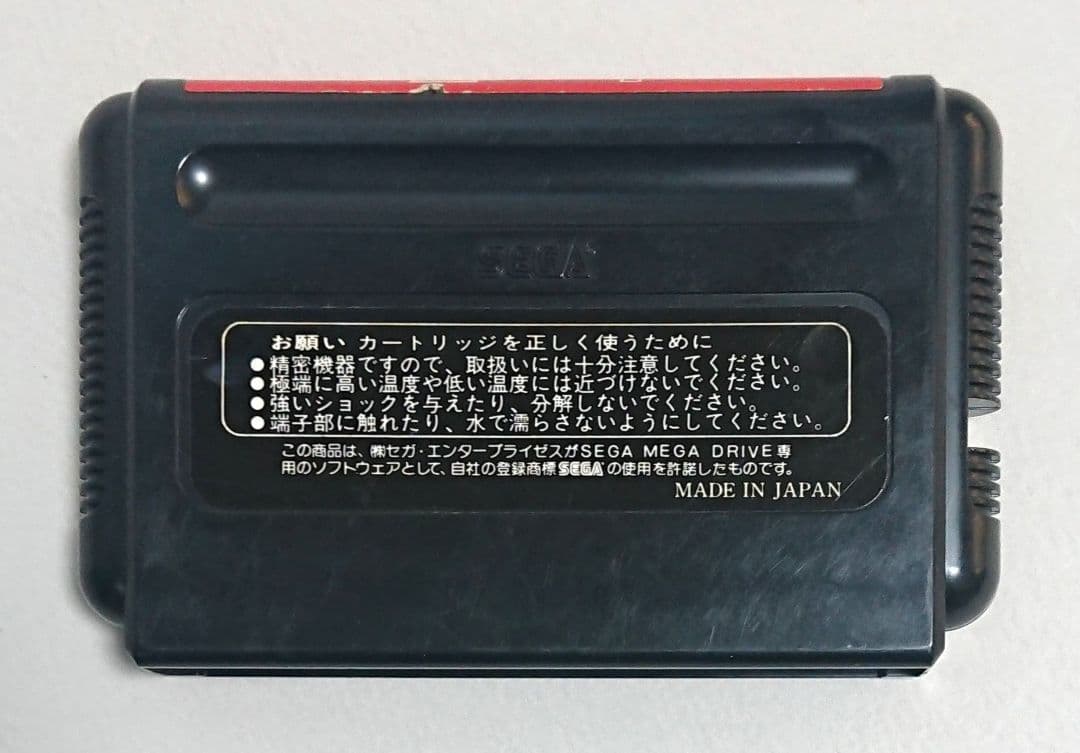 SEGA
お願い カートリッジを正しく使うために
●精密機器ですので、取扱いには十分注意してください。
●極端に高い温度や低い温度には近づけないでください。
●強いショックを与えたり、分解しないでください。
●端子部に触れたり、水で濡らさないようにしてください。
この商品は、㈱セガ・エンタープライゼスがSEGA MEGA DRIVE専
用のソフトウェアとして、自社の登録商標SEGAの使用を許諾したものです。
MADE IN JAPAN